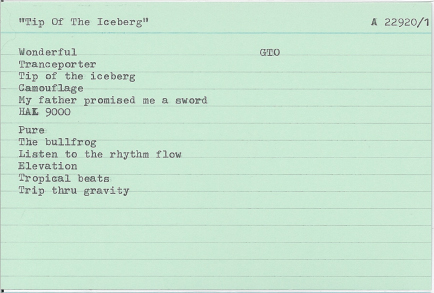 "Tip Of The Iceberg" A 22920/1
Wonderful GTO
Tranceporter
Tip of the iceberg
Camouflage
My father promised me a sword
HAL 9000
Pure
The bullfrog
Listen to the rhythm flow
Elevation
Tropical beats
Trip thru gravity